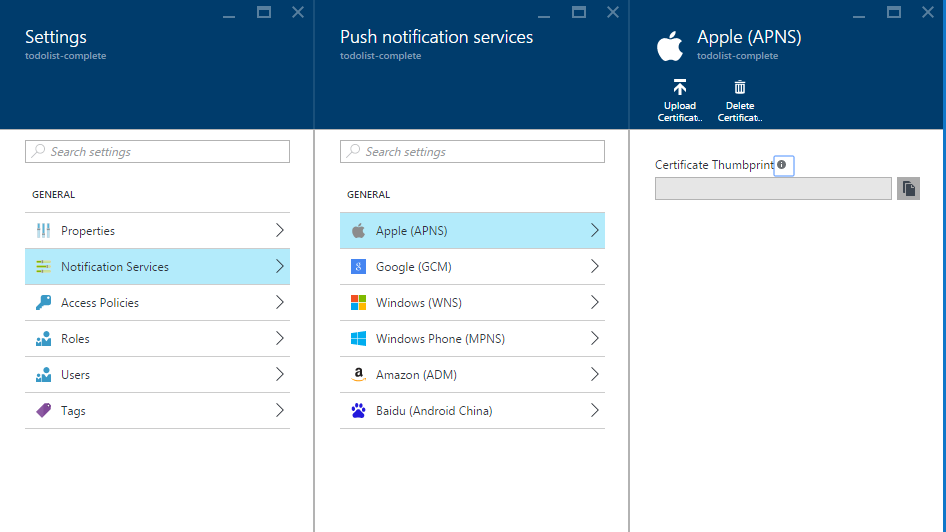 Settings
todolist-complete
Search settings
GENERAL
Properties
Notification Services
Access Policies
Roles
Users
Tags
Push notification services
todolist-complete
Search settings
GENERAL
Apple (APNS)
Google (GCM)
Windows (WNS)
Windows Phone (MPNS)
Amazon (ADM)
Baidu (Android China)
Apple (APNS)
todolist-complete
Upload
Certificat..
Delete
Certificat..
Certificate Thumbprint